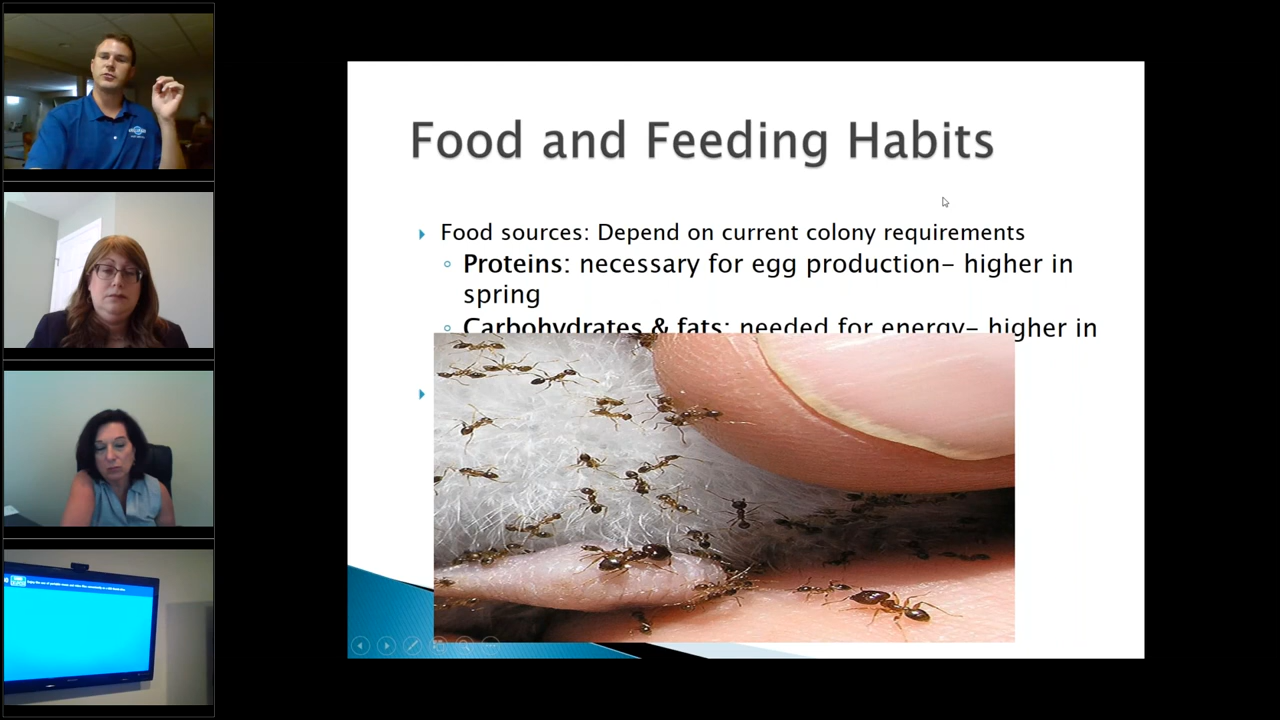 Food and Feeding Habits
Food sources: Depend on current colony requirements
Proteins: necessary for egg production– higher in
spring
Carbohydrates & fats: needed for energy– higher in